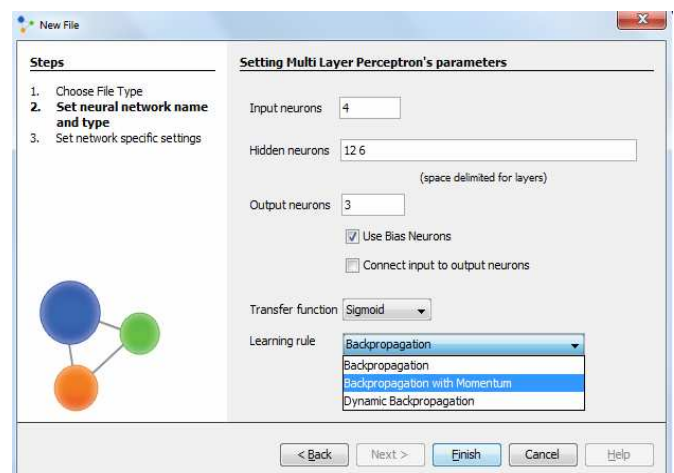 New File
Steps
1. Choose File Type
2. Set neural network name
and type
3. Set network specific settings
Setting Multi Layer Perceptron's parameters
Input neurons 4
Hidden neurons 12 6
(space delimited for layers)
Output neurons 3
Use Bias Neurons
Connect input to output neurons
Transfer function Sigmoid
Learning rule Backpropagation
Backpropagation
Backpropagation with Momentum
Dynamic Backpropagation
< Back Next > Finish Cancel Help